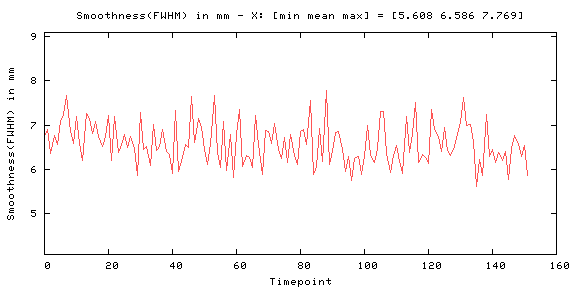 Smoothness(FWHM) in mm - X: [min mean max] = [5.608 6.586 7.769]
9
8
7
6
5
Smoothness(FWHM) in mm
0 20 40 60 80 100 120 140 160
Timepoint